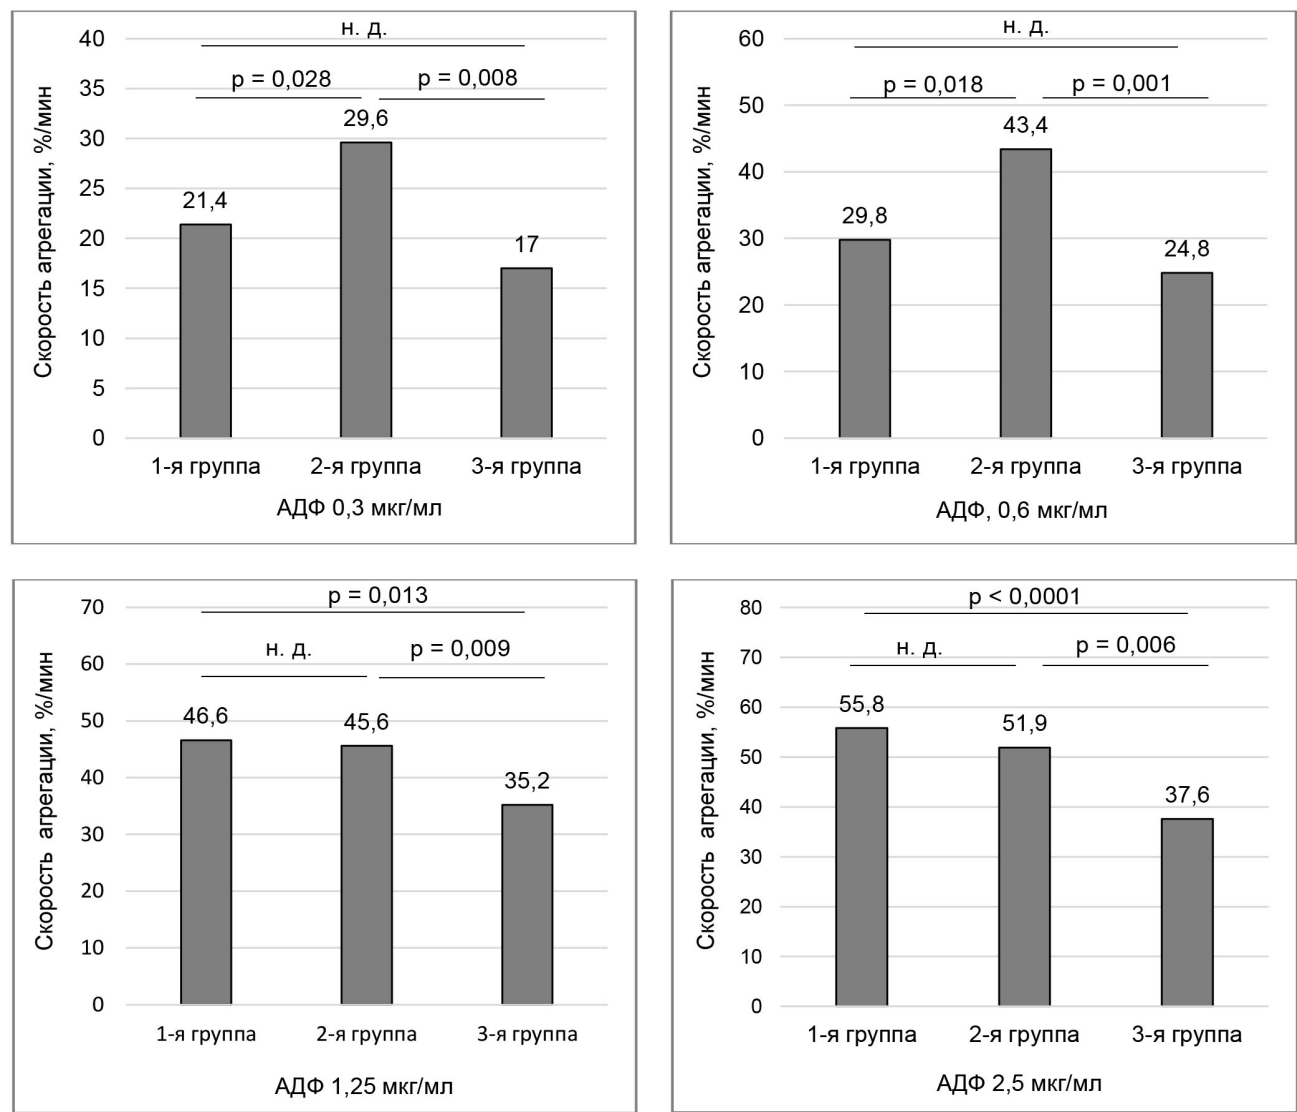 40
35
30
25
20
15
10
5
0
Скорость агрегации, %/мин
н. д.
p = 0,028
p = 0,008
21,4
29,6
17
1-я группа
2-я группа
3-я группа
АДФ 0,3 мкг/мл
60
50
40
30
20
10
0
Скорость агрегации, %/мин
н. д.
p = 0,018
p = 0,001
29,8
43,4
24,8
1-я группа
2-я группа
3-я группа
АДФ, 0,6 мкг/мл
70
60
50
40
30
20
10
0
Скорость агрегации, %/мин
p = 0,013
н. д.
p = 0,009
46,6
45,6
35,2
1-я группа
2-я группа
3-я группа
АДФ 1,25 мкг/мл
80
70
60
50
40
30
20
10
0
Скорость агрегации, %/мин
p < 0,0001
н. д.
p = 0,006
55,8
51,9
37,6
1-я группа
2-я группа
3-я группа
АДФ 2,5 мкг/мл